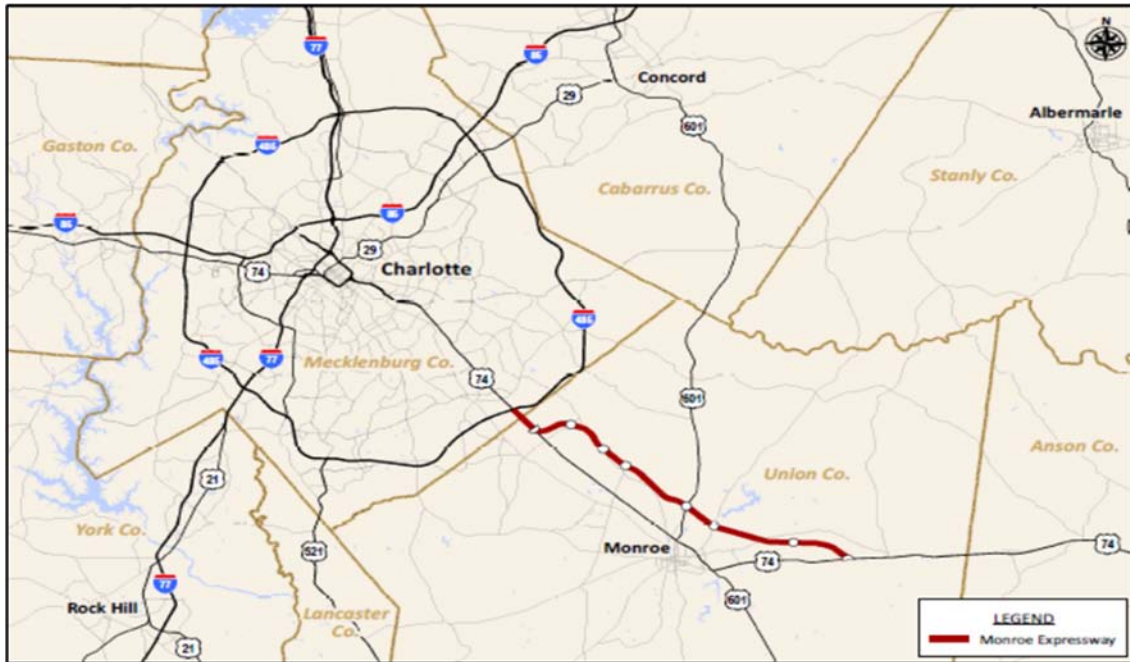 N
77
85
Concord
29
601
Albermarle
485
Gaston Co.
Cabarrus Co.
Stanly Co.
85
85
29
74
Charlotte
485
485
77
Mecklenburg Co.
74
601
Anson Co.
Union Co.
21
York Co.
Monroe
74
74
521
601
77
Rock Hill
Lancaster
Co.
21
LEGEND
Monroe Expressway